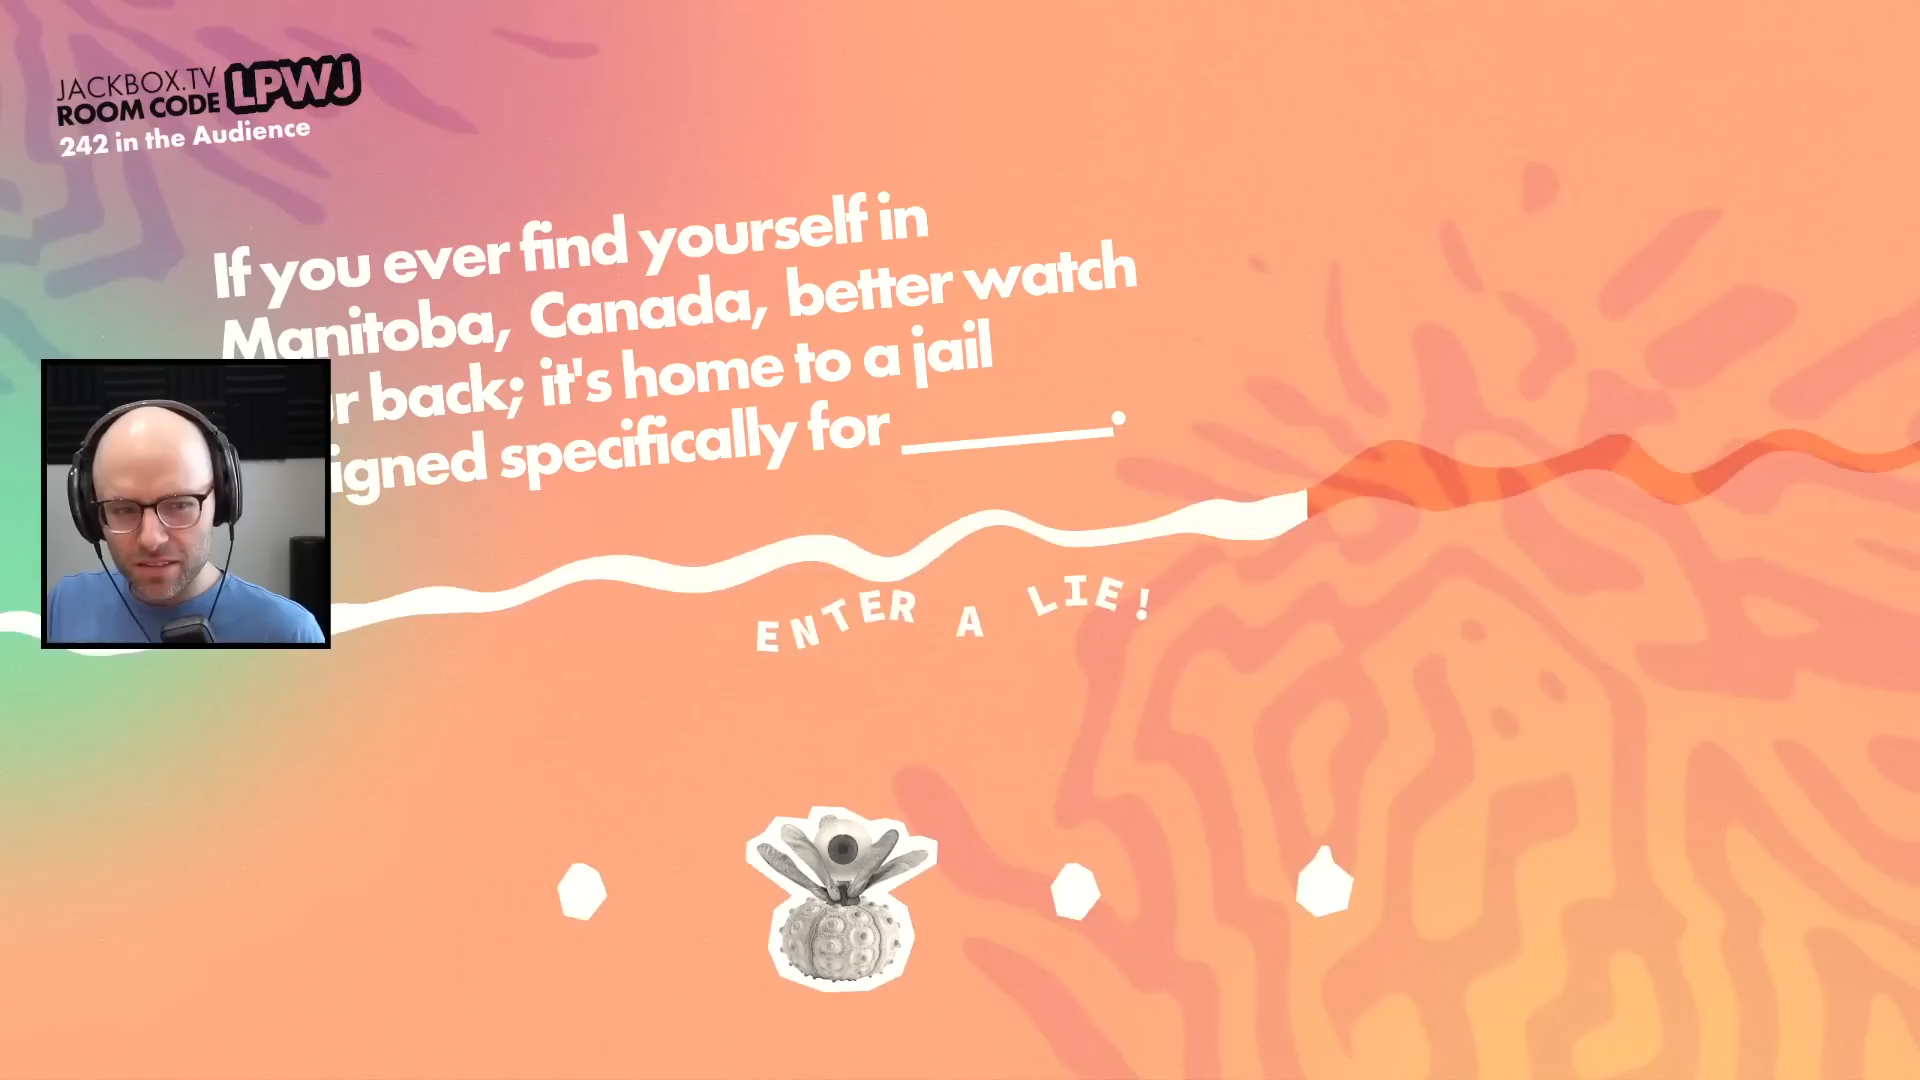 JACKBOX.TV
ROOM CODE LPWJ
242 in the Audience
If you ever find yourself in
Manitoba, Canada, better watch
r back; it's home to a jail
igned specifically for ________.
ENTER A LIE!